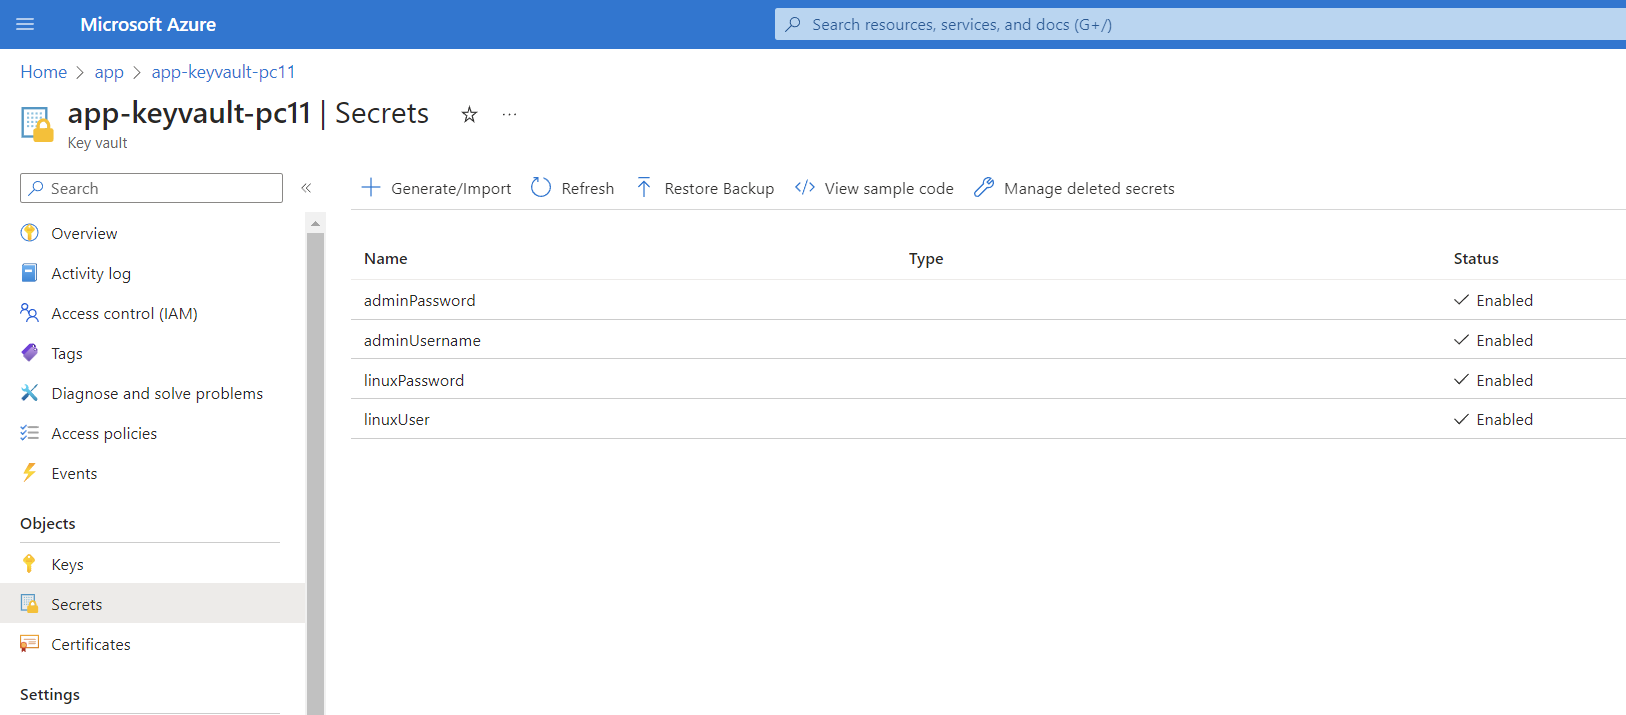 Microsoft Azure
Search resources, services, and docs (G+/)
Home > app > app-keyvault-pc11
app-keyvault-pc11 | Secrets
Key vault
Search
Generate/Import
Refresh
Restore Backup
View sample code
Manage deleted secrets
Overview
Activity log
Access control (IAM)
Tags
Diagnose and solve problems
Access policies
Events
Objects
Keys
Secrets
Certificates
Settings
Name Type Status
adminPassword Enabled
adminUsername Enabled
linuxPassword Enabled
linuxUser Enabled